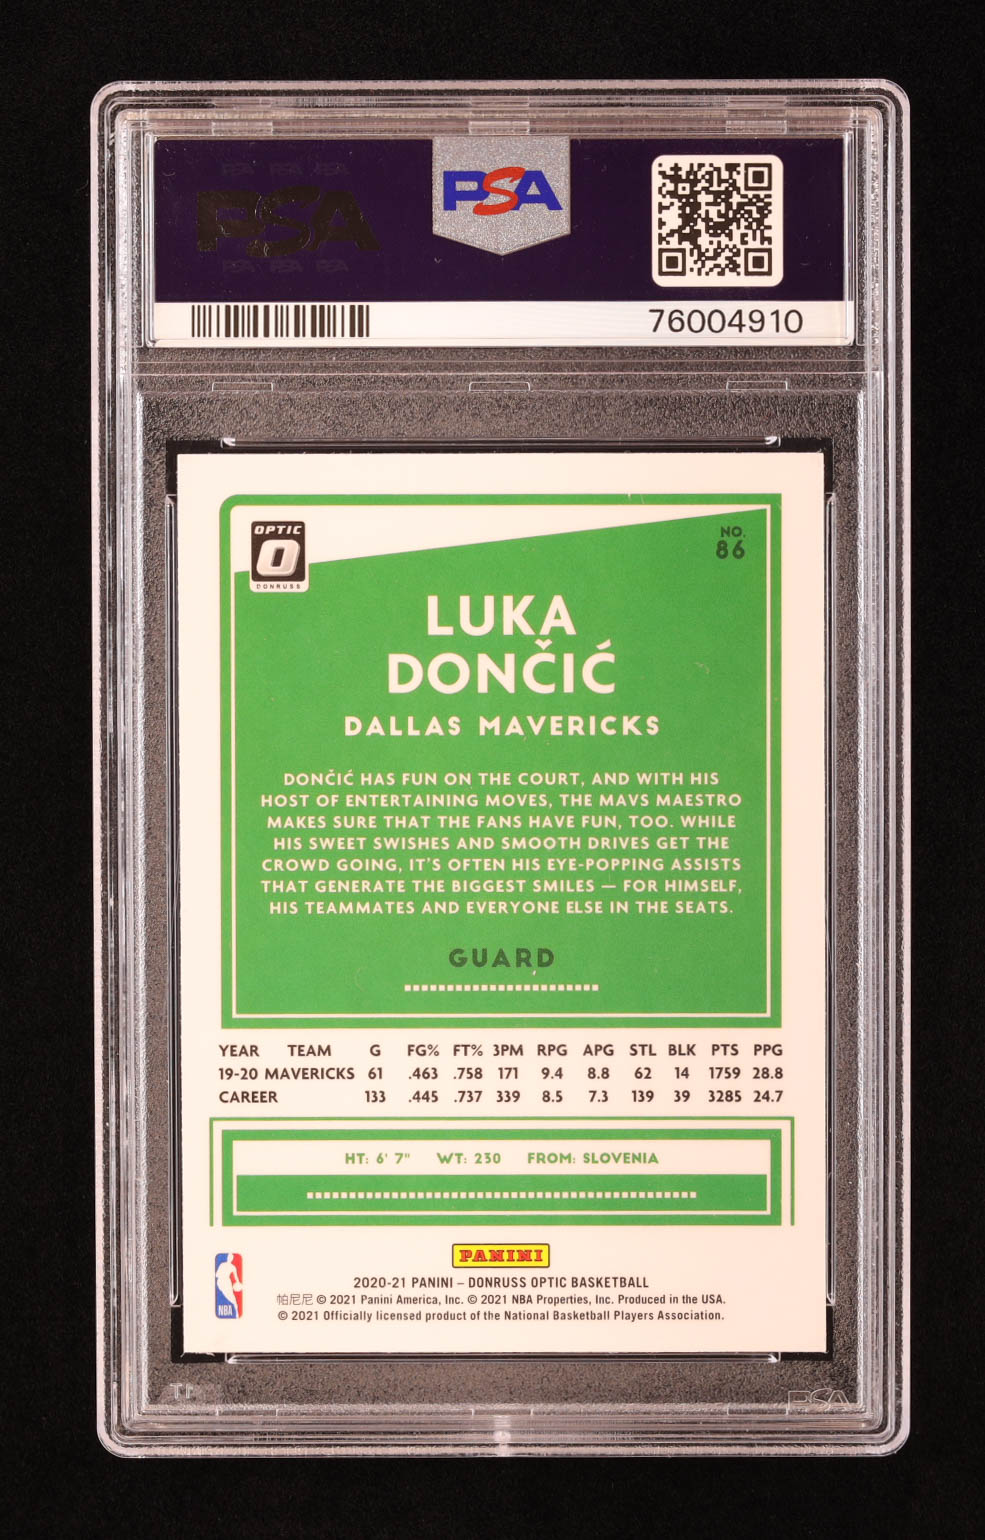 PSA PSA PSA
PSA
PSA PSA PSA
PSA
76004910
OPTIC
O
DONRUSS
NO.
86
LUKA
DONČIĆ
DALLAS MAVERICKS
DONČIĆ HAS FUN ON THE COURT, AND WITH HIS
HOST OF ENTERTAINING MOVES, THE MAVS MAESTRO
MAKES SURE THAT THE FANS HAVE FUN, TOO. WHILE
HIS SWEET SWISHES AND SMOOTH DRIVES GET THE
CROWD GOING, IT'S OFTEN HIS EYE-POPPING ASSISTS
THAT GENERATE THE BIGGEST SMILES — FOR HIMSELF,
HIS TEAMMATES AND EVERYONE ELSE IN THE SEATS.
GUARD
YEAR TEAM G FG% FT% 3PM RPG APG STL BLK PTS PPG
19-20 MAVERICKS 61 .463 .758 171 9.4 8.8 62 14 1759 28.8
CAREER 133 .445 .737 339 8.5 7.3 139 39 3285 24.7
HT: 6' 7" WT: 230 FROM: SLOVENIA
PANINI
NBA
2020-21 PANINI – DONRUSS OPTIC BASKETBALL
帕尼尼 © 2021 Panini America, Inc. © 2021 NBA Properties, Inc. Produced in the USA.
© 2021 Officially licensed product of the National Basketball Players Association.
PSA